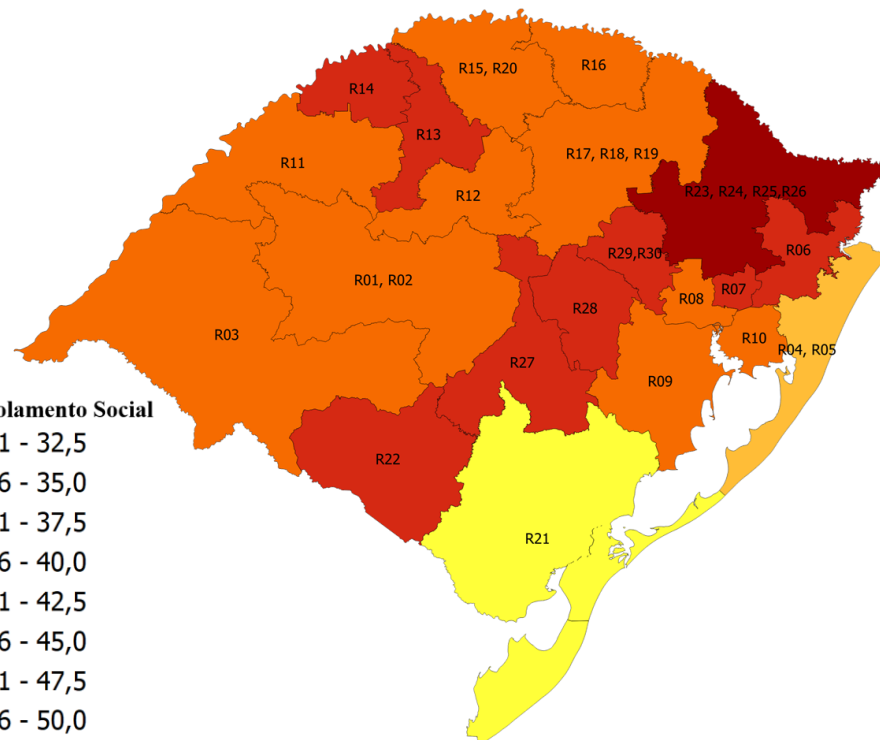 R15, R20
R16
R14
R13
R11
R17, R18, R19
R12
R23, R24, R25,R26
R06
R29,R30
R01, R02
R07
R08
R28
R03
R10
R04, R05
R27
R09
R22
R21
olamento Social
1 - 32,5
6 - 35,0
1 - 37,5
6 - 40,0
1 - 42,5
6 - 45,0
1 - 47,5
6 - 50,0